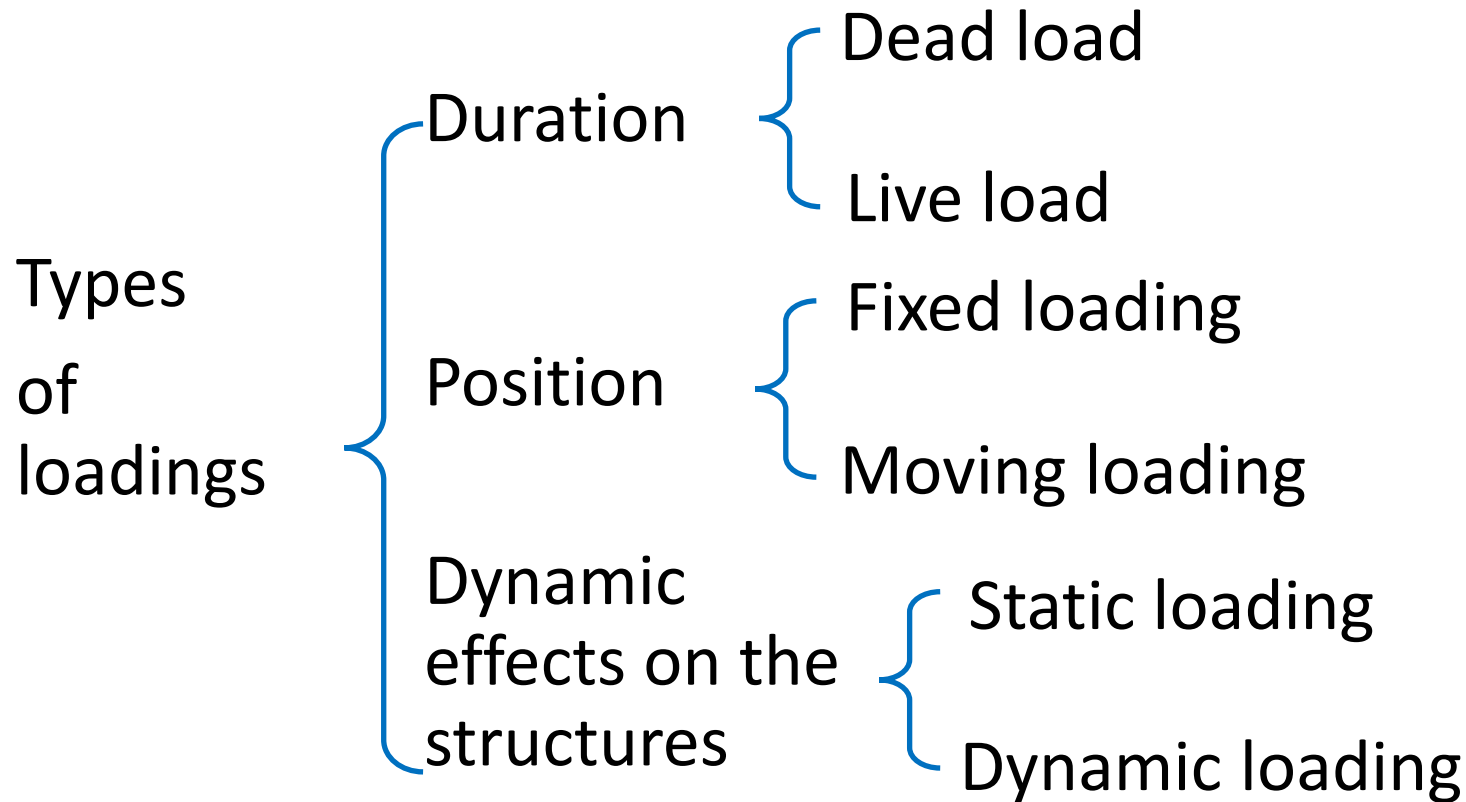 Types
of
loadings
Duration
Dead load
Live load
Position
Fixed loading
Moving loading
Dynamic
effects on the
structures
Static loading
Dynamic loading